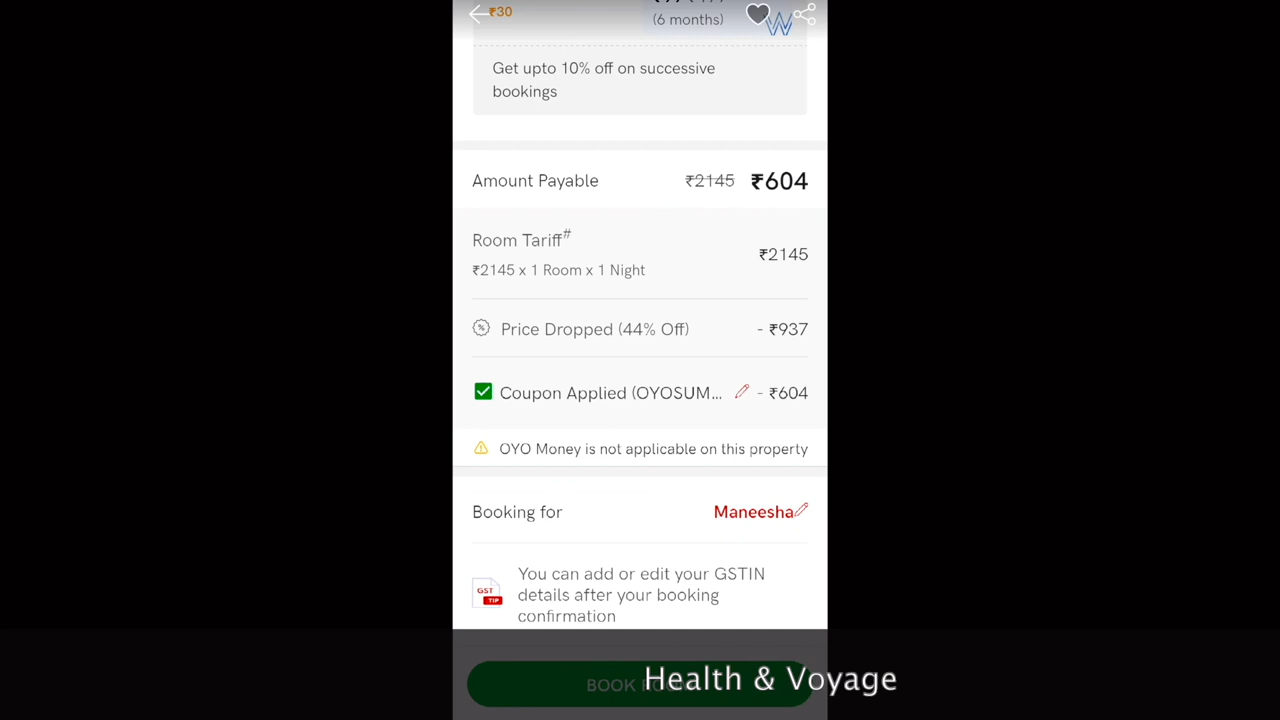 ₹30
(6 months)
Get upto 10% off on successive
bookings
Amount Payable ₹2145 ₹604
Room Tariff#
₹2145
₹2145 x 1 Room x 1 Night
Price Dropped (44% Off) - ₹937
Coupon Applied (OYOSUM... - ₹604
OYO Money is not applicable on this property
Booking for Maneesha
GST TIP
You can add or edit your GSTIN
details after your booking
confirmation
BOOK
Health & Voyage